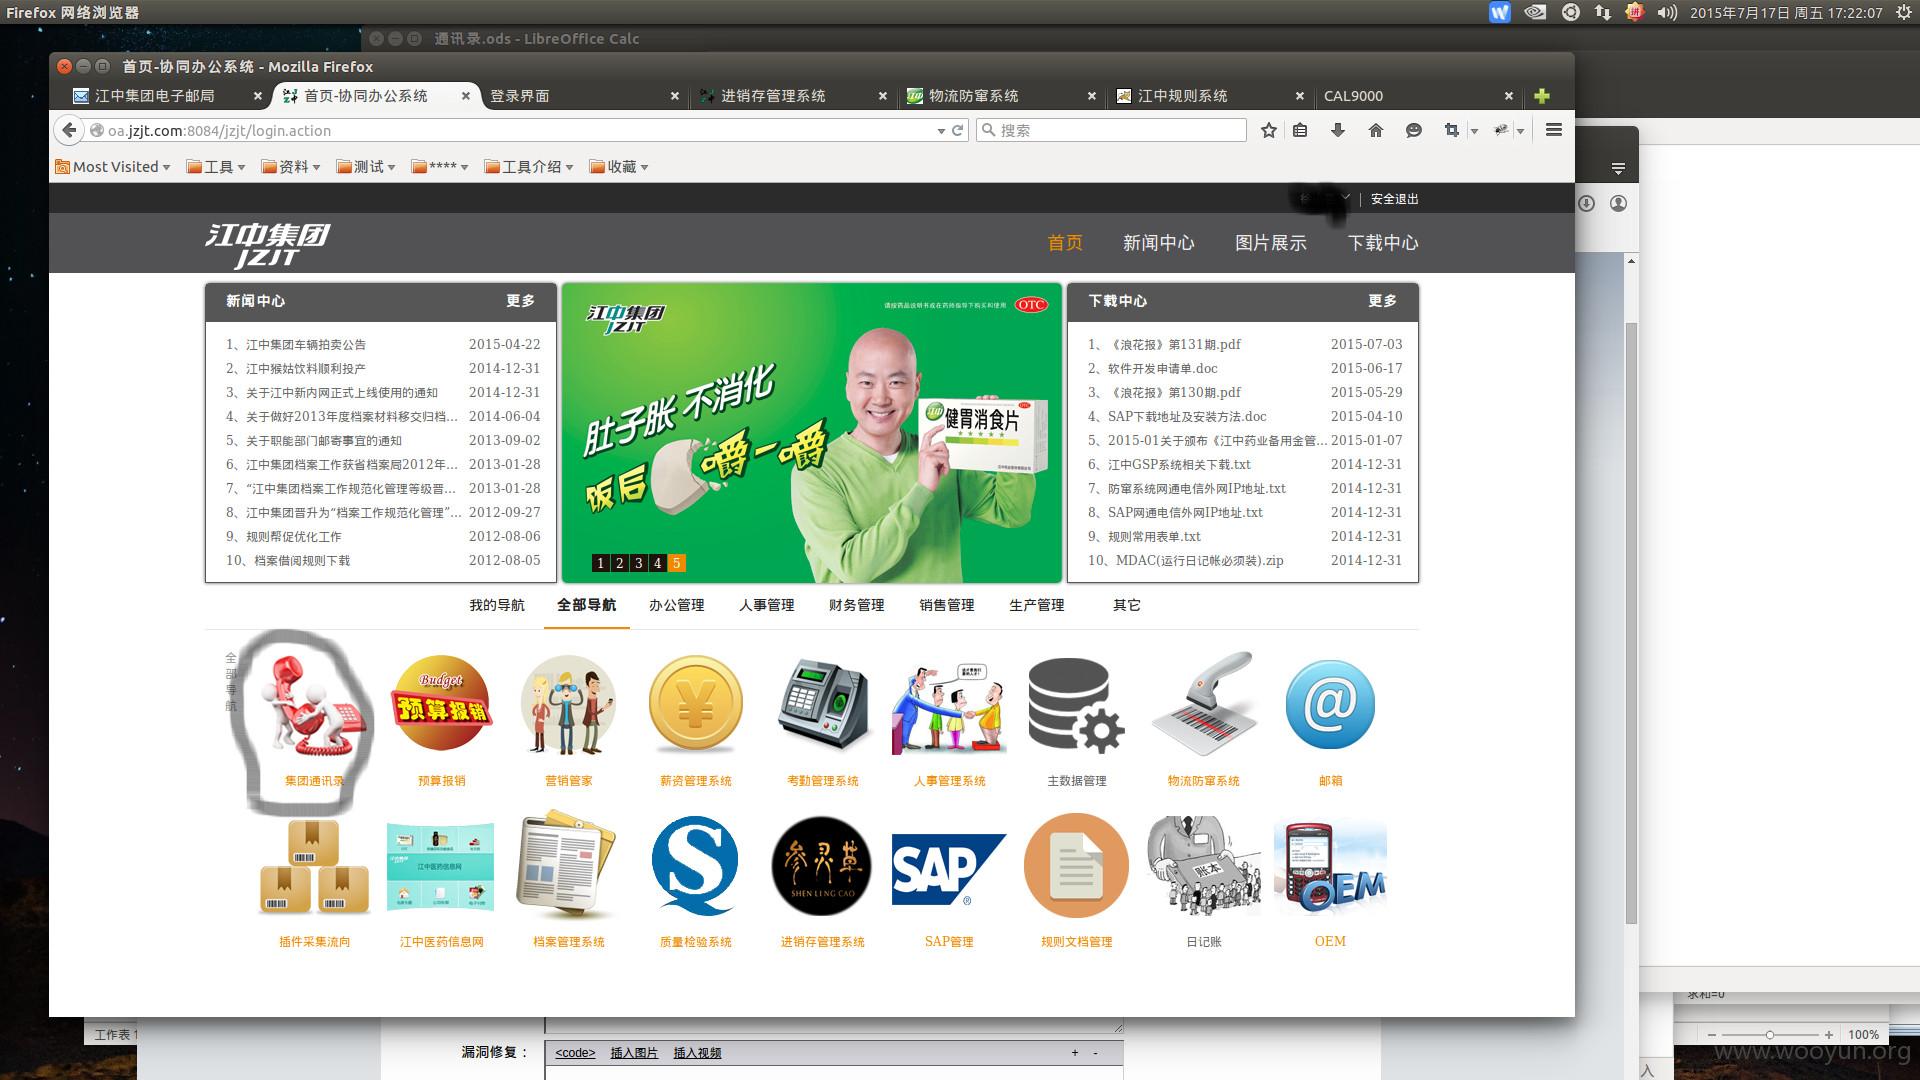 Firefox 网络浏览器
2015年7月17日 周五 17:22:07
通讯录.ods - LibreOffice Calc
首页-协同办公系统 - Mozilla Firefox
江中集团电子邮局
首页-协同办公系统
登录界面
进销存管理系统
物流防窜系统
江中规则系统
CAL9000
oa.jzjt.com:8084/jzjt/login.action
搜索
Most Visited
工具
资料
测试
****
工具介绍
收藏
安全退出
江中集团
JZJT
首页
新闻中心
图片展示
下载中心
新闻中心 更多
1、江中集团车辆拍卖公告 2015-04-22
2、江中猴姑饮料顺利投产 2014-12-31
3、关于江中新内网正式上线使用的通知 2014-12-31
4、关于做好2013年度档案材料移交归档... 2014-06-04
5、关于职能部门邮寄事宜的通知 2013-09-02
6、江中集团档案工作获省档案局2012年... 2013-01-28
7、“江中集团档案工作规范化管理等级晋... 2013-01-28
8、江中集团晋升为“档案工作规范化管理”... 2012-09-27
9、规则帮促优化工作 2012-08-06
10、档案借阅规则下载 2012-08-05
江中集团
JZJT
请按药品说明书或在药师指导下购买和使用
OTC
肚子胀 不消化
饭后嚼一嚼
江中
健胃消食片
OTC
1 2 3 4 5
下载中心 更多
1、《浪花报》第131期.pdf 2015-07-03
2、软件开发申请单.doc 2015-06-17
3、《浪花报》第130期.pdf 2015-05-29
4、SAP下载地址及安装方法.doc 2015-04-10
5、2015-01关于颁布《江中药业备用金管... 2015-01-07
6、江中GSP系统相关下载.txt 2014-12-31
7、防窜系统网通电信外网IP地址.txt 2014-12-31
8、SAP网通电信外网IP地址.txt 2014-12-31
9、规则常用表单.txt 2014-12-31
10、MDAC(运行日记帐必须装).zip 2014-12-31
我的导航 全部导航 办公管理 人事管理 财务管理 销售管理 生产管理 其它
全部导航
Budget
预算报销
集团通讯录 预算报销 营销管家 薪资管理系统 考勤管理系统 人事管理系统 主数据管理 物流防窜系统 邮箱
江中医药信息网
参灵草
SHEN LING CAO
SAP
账本
OEM
插件采集流向 江中医药信息网 档案管理系统 质量检验系统 进销存管理系统 SAP管理 规则文档管理 日记账 OEM
求和=0
工作表 1
100%
漏洞修复：
<code> 插入图片 插入视频 + -
www.wooyun.org
入